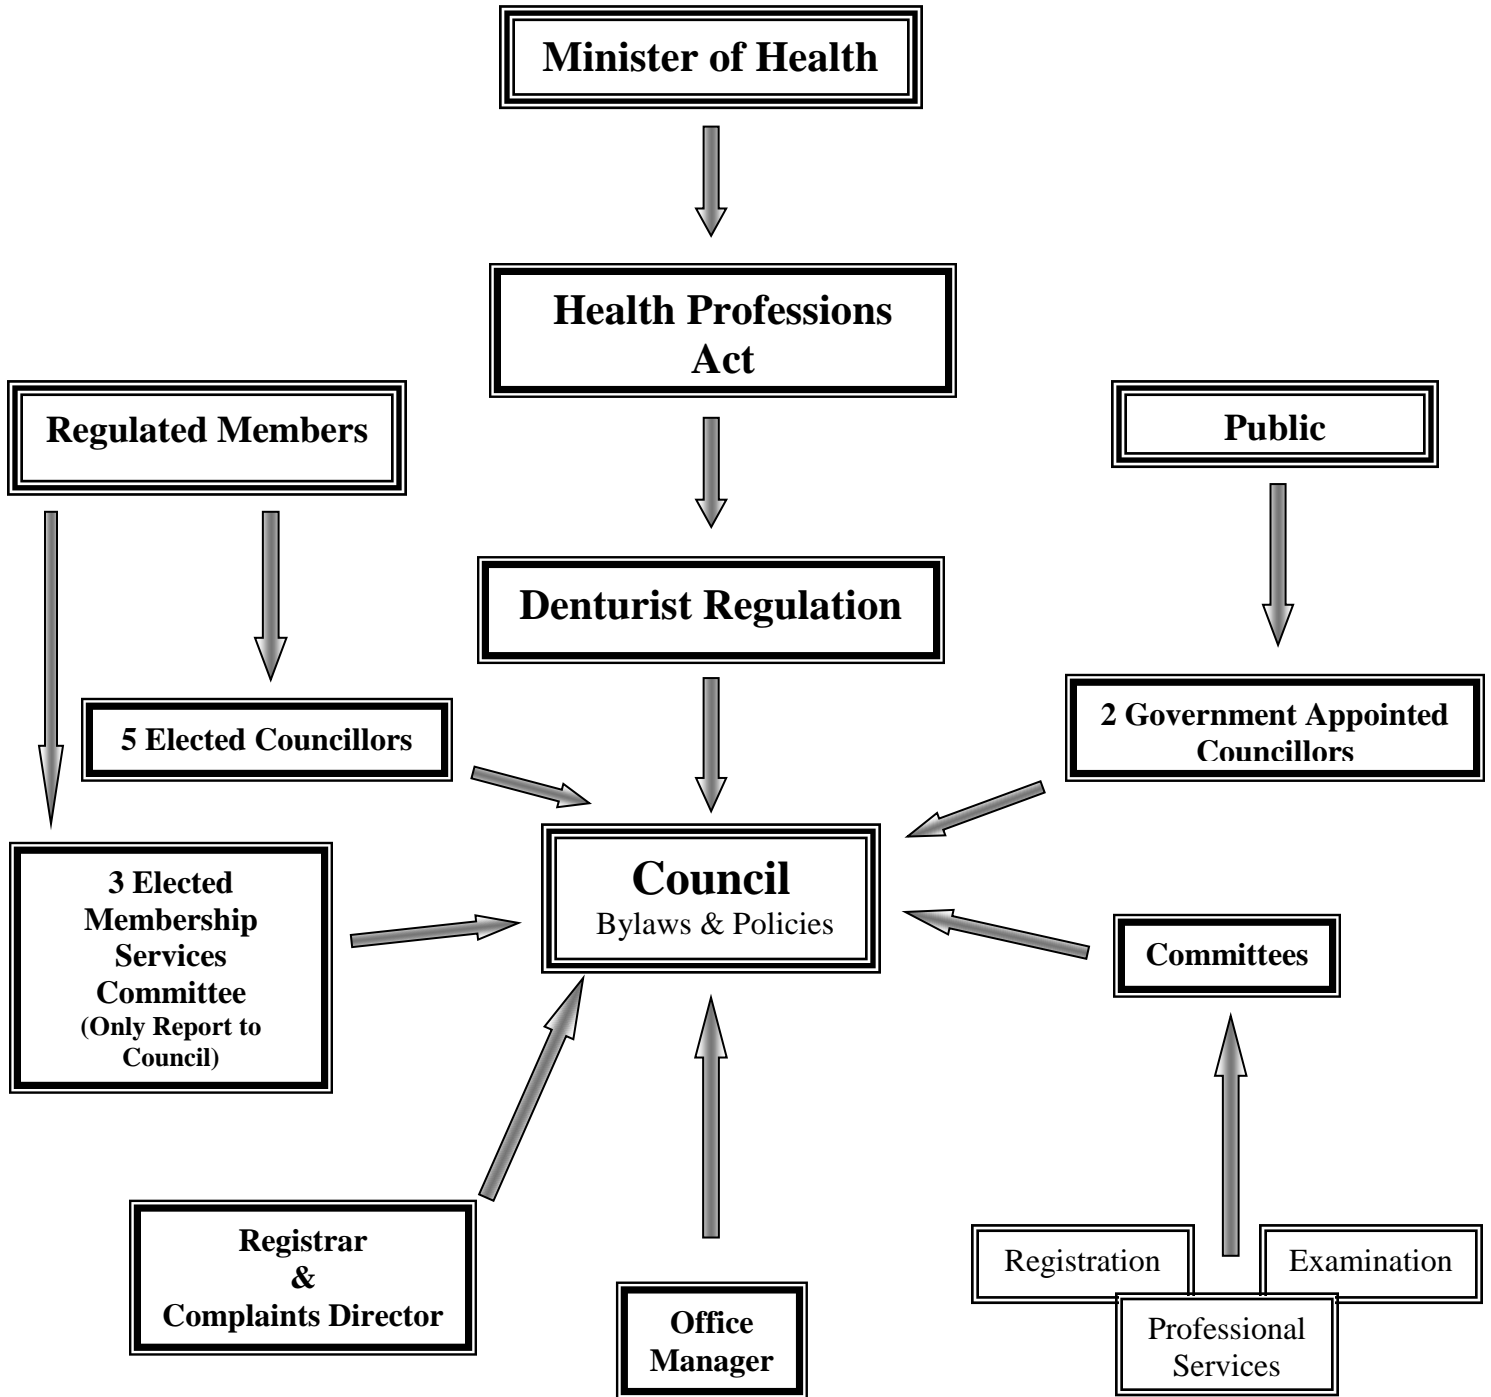 Minister of Health
Health Professions
Act
Regulated Members
Public
Denturist Regulation
5 Elected Councillors
2 Government Appointed
Councillors
3 Elected
Membership
Services
Committee
(Only Report to
Council)
Council
Bylaws & Policies
Committees
Registrar
&
Complaints Director
Office
Manager
Registration
Examination
Professional
Services